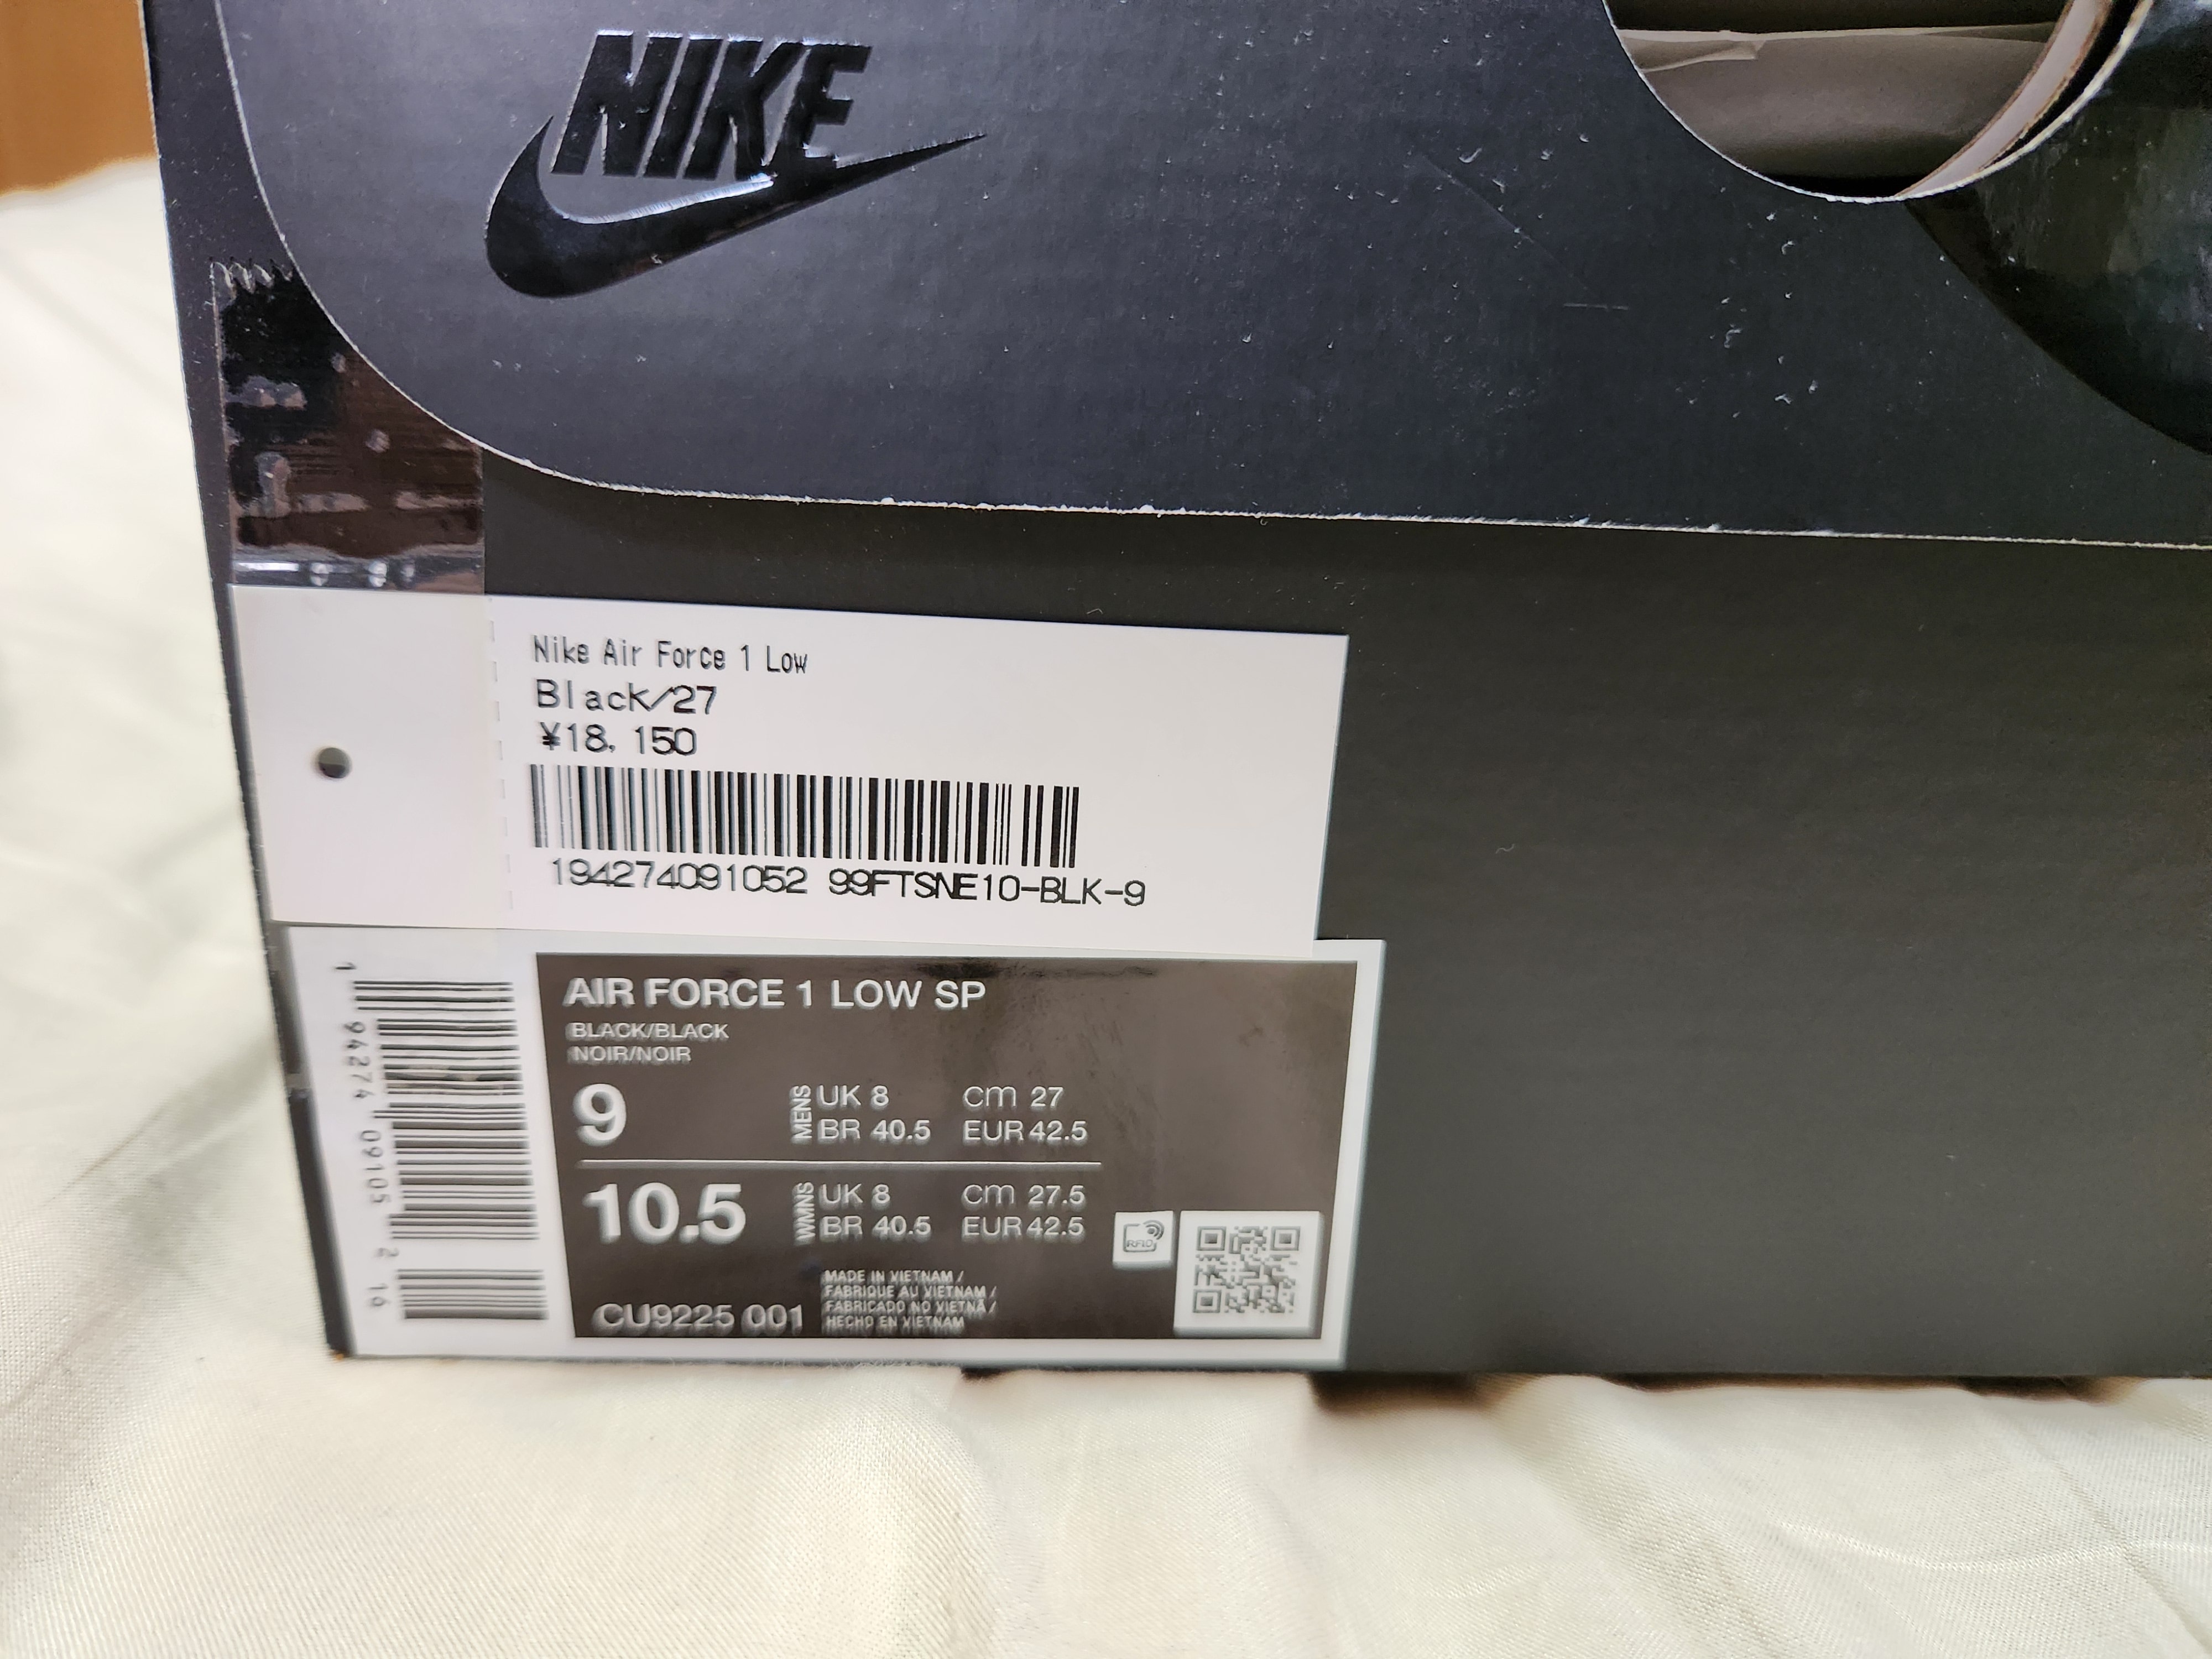 NIKE
Nike Air Force 1 Low
Black/27
¥18,150
194274091052 99FTSNE10-BLK-9
1 94274 09105 2 16
AIR FORCE 1 LOW SP
BLACK/BLACK
NOIR/NOIR
9 MENS UK 8 cm 27
BR 40.5 EUR 42.5
10.5 WMNS UK 8 cm 27.5
BR 40.5 EUR 42.5
RFID
CU9225 001
MADE IN VIETNAM /
FABRIQUE AU VIETNAM /
FABRICADO NO VIETNÃ /
HECHO EN VIETNAM